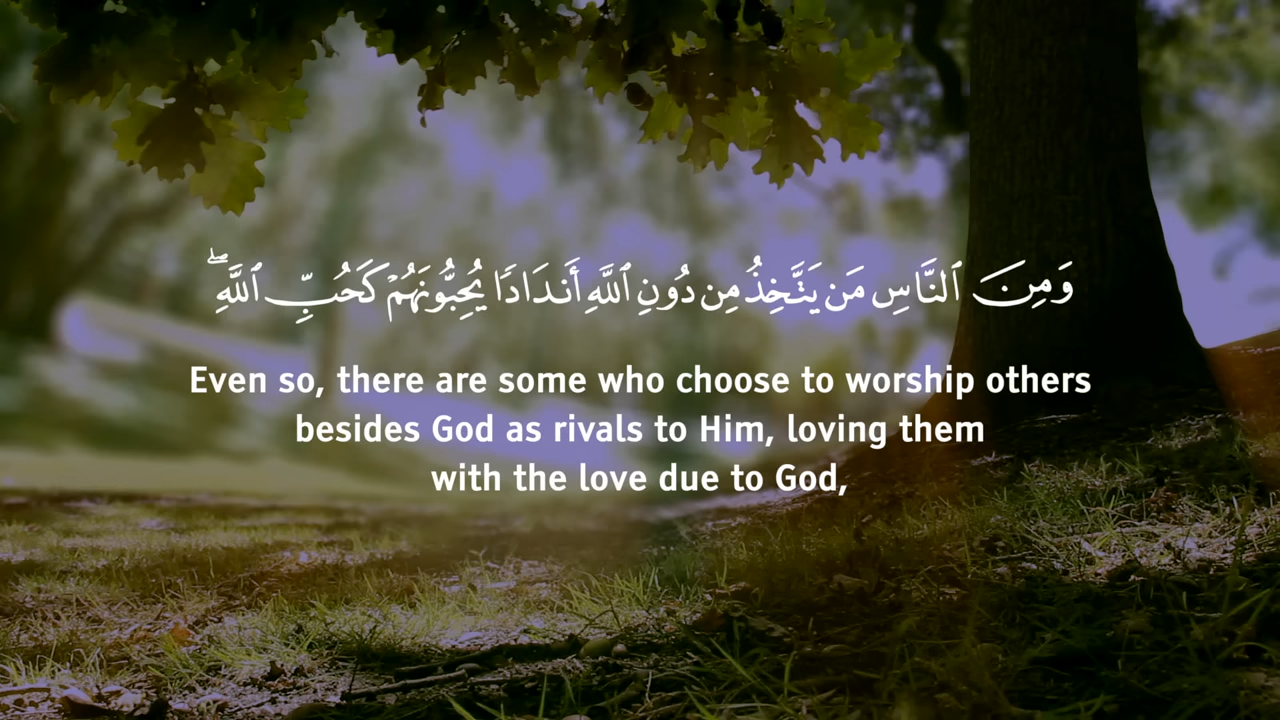 وَمِنَ ٱلنَّاسِ مَن يَتَّخِذُ مِن دُونِ ٱللَّهِ أَندَادًا يُحِبُّونَهُمْ كَحُبِّ ٱللَّهِ ۖ
Even so, there are some who choose to worship others
besides God as rivals to Him, loving them
with the love due to God,